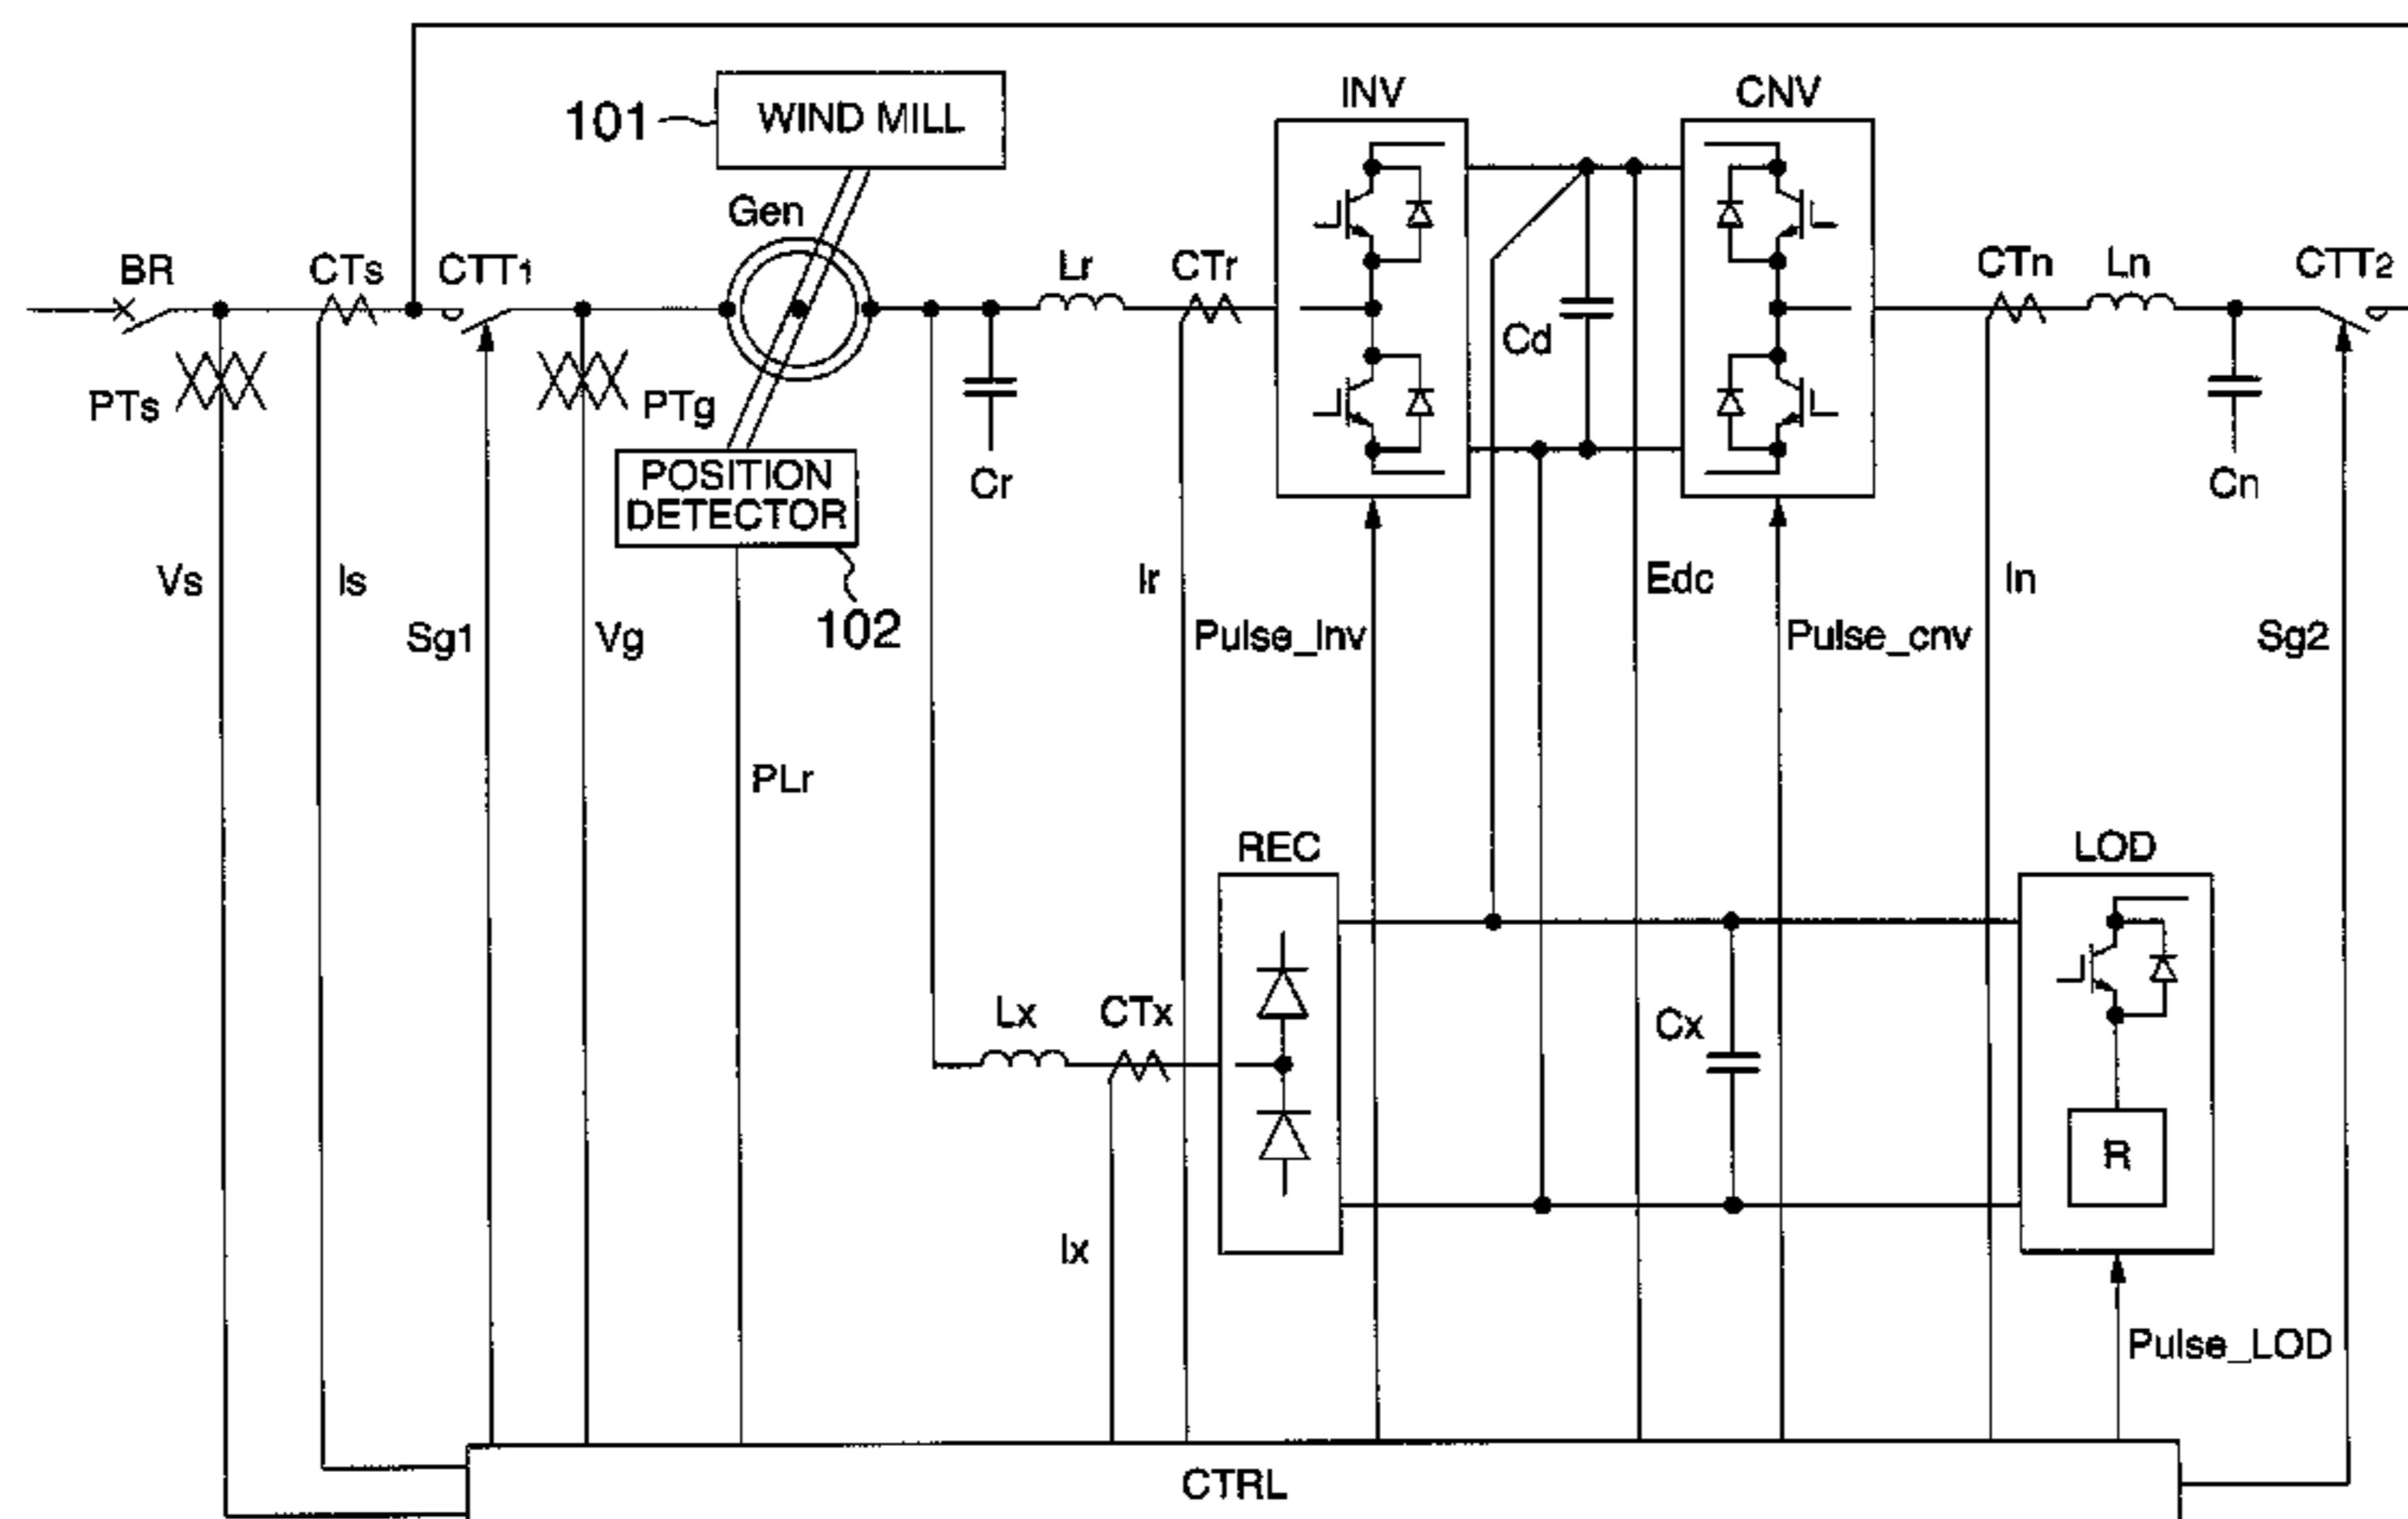 INV
CNV
101
WIND MILL
Gen
BR
CTs
CTT1
Lr
CTr
CTn
Ln
CTT2
Cd
PTs
PTg
POSITION
DETECTOR
Cr
Cn
Vs
Is
Ir
Edc
In
102
Sg1
Vg
Pulse_Inv
Pulse_cnv
Sg2
PLr
REC
LOD
Lx
CTx
Cx
R
Ix
Pulse_LOD
CTRL